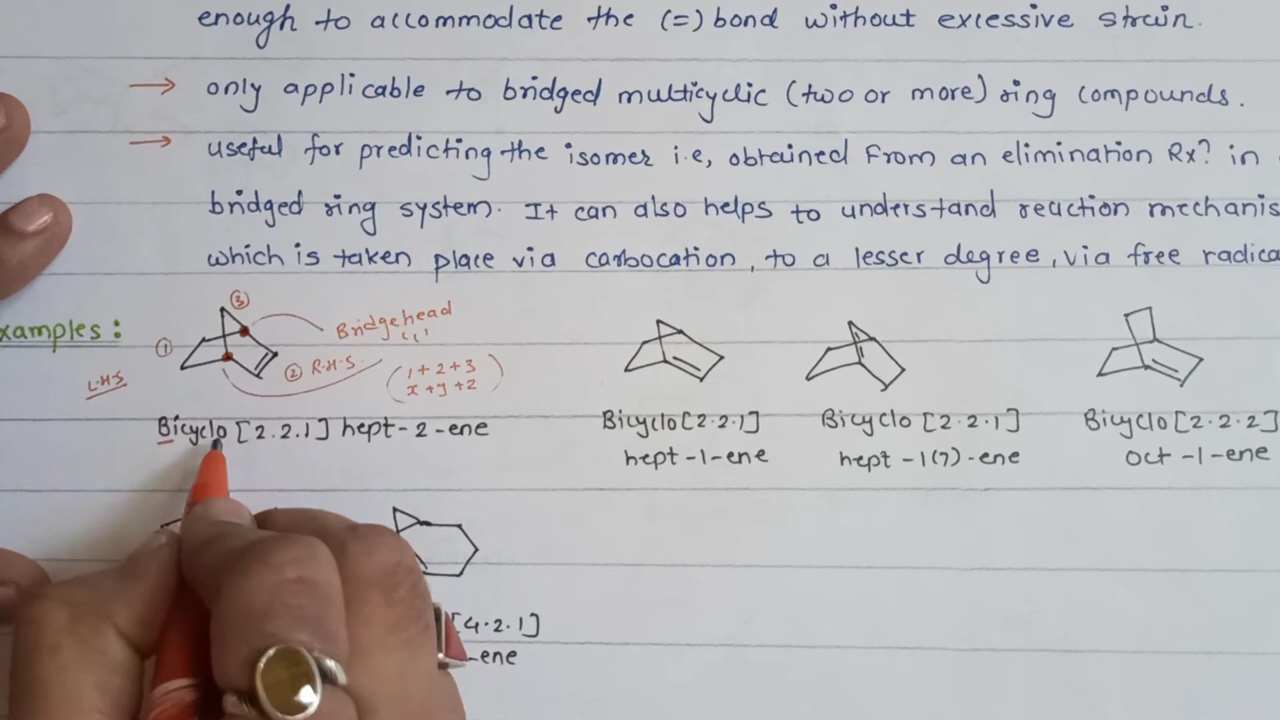 enough to accommodate the (=) bond without excessive strain.
→ only applicable to bridged multicyclic (two or more) ring compounds.
→ useful for predicting the isomer i.e, obtained from an elimination Rx? in
bridged ring system. It can also helps to understand reaction mechanis
which is taken place via carbocation, to a lesser degree, via free radica
xamples:
③
①
L·H·S
Bridgehead
② R·H·S·
(1+2+3
x+y+z)
Bicyclo [2.2.1] hept-2-ene
Bicyclo[2.2.1]
hept-1-ene
Bicyclo [2.2.1]
hept-1(7)-ene
Bicyclo[2.2.2]
oct-1-ene
[4.2.1]
-ene